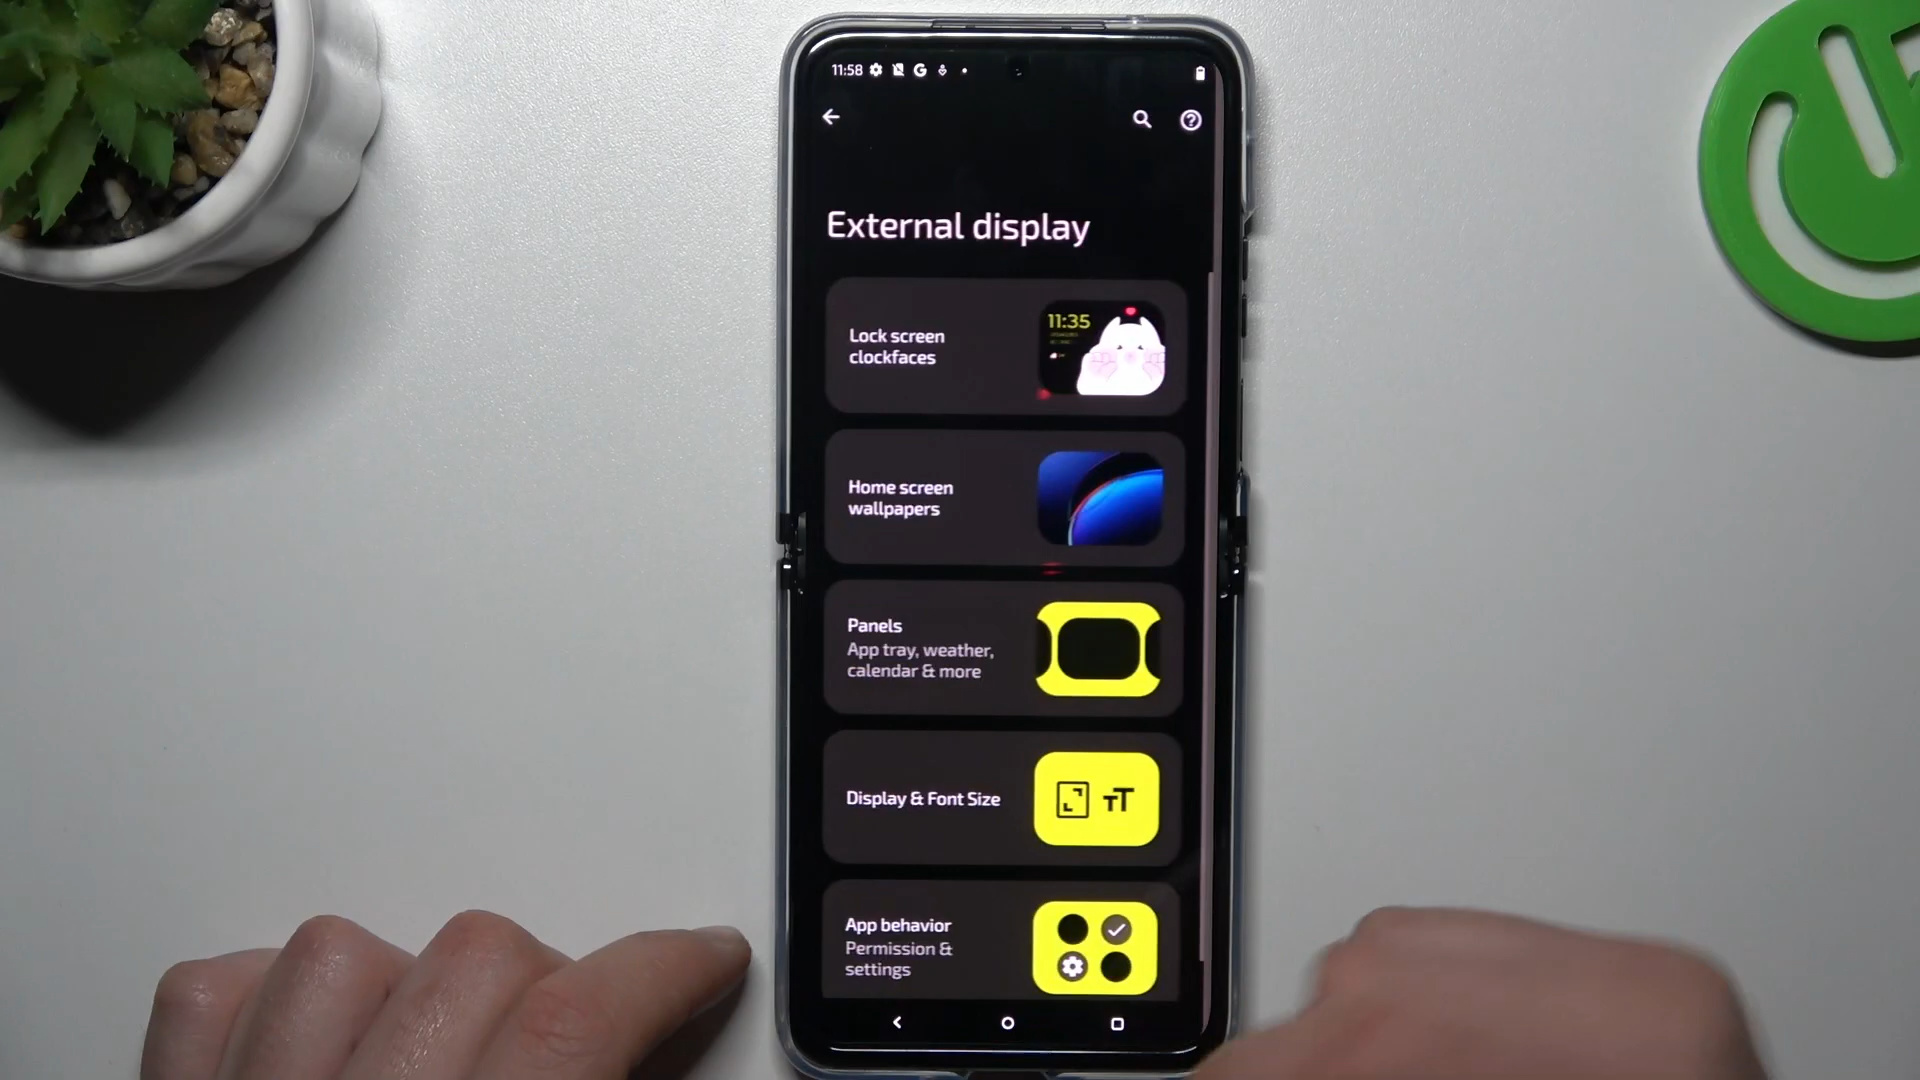 11:58
External display
Lock screen
clockfaces
11:35
Home screen
wallpapers
Panels
App tray, weather,
calendar & more
Display & Font Size
TT
App behavior
Permission &
settings